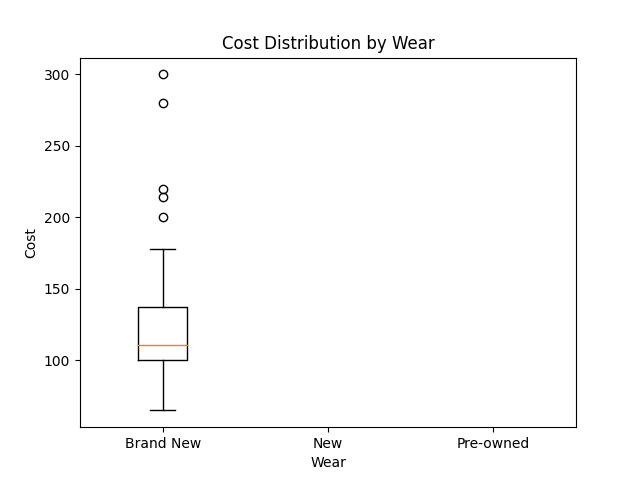 Cost Distribution by Wear
300
250
200
150
100
Cost
Brand New New Pre-owned
Wear